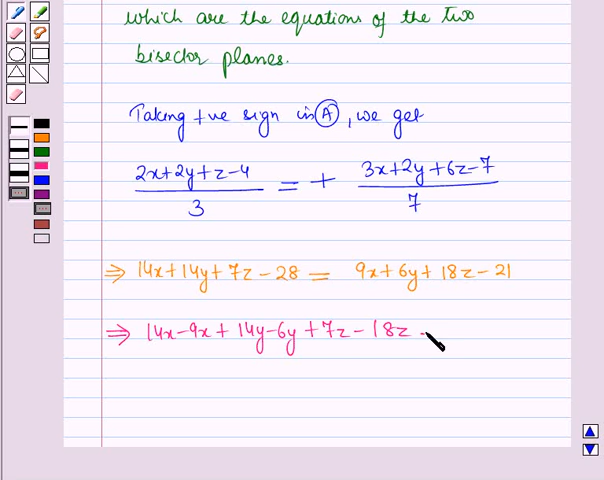 which are the equations of the two
bisector planes.
Taking +ve sign in Ⓐ, we get
2x+2y+z-4/3 = + 3x+2y+6z-7/7
⇒ 14x+14y+7z-28 = 9x+6y+18z-21
⇒ 14x-9x+14y-6y+7z-18z -